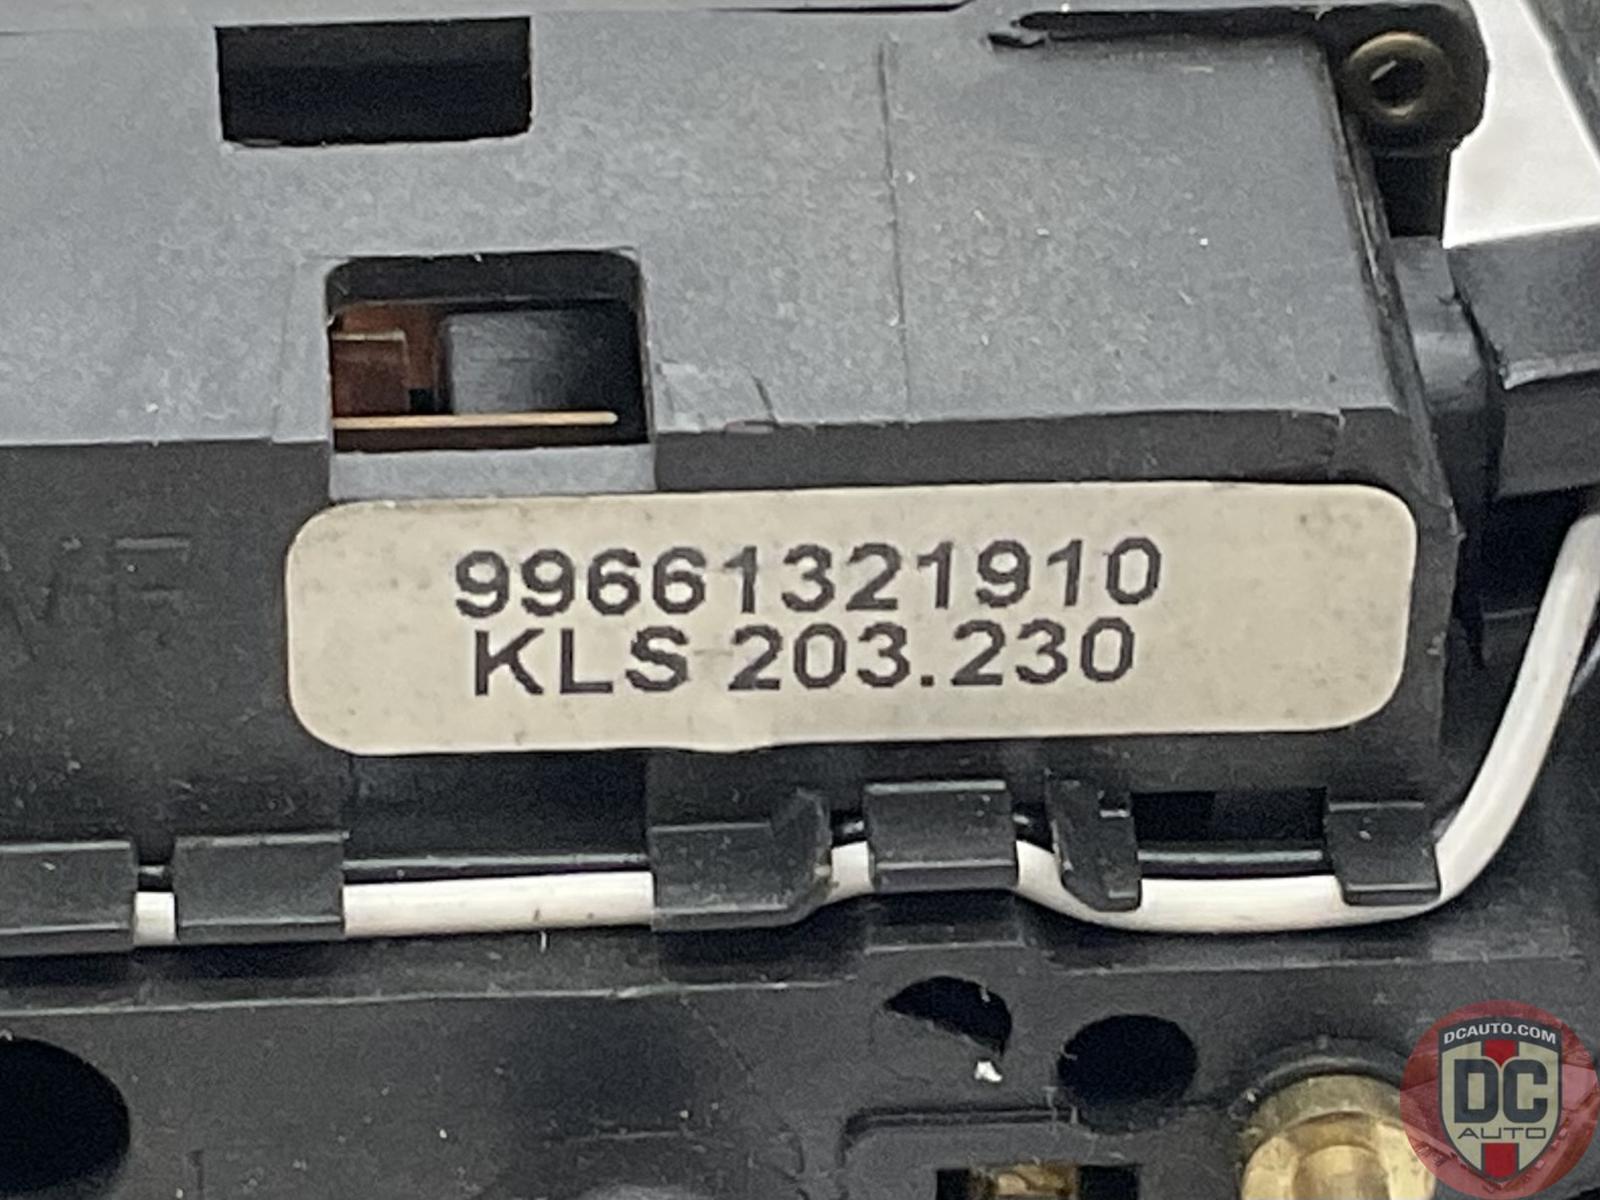 99661321910
KLS 203.230
DCAUTO.COM
DC
AUTO